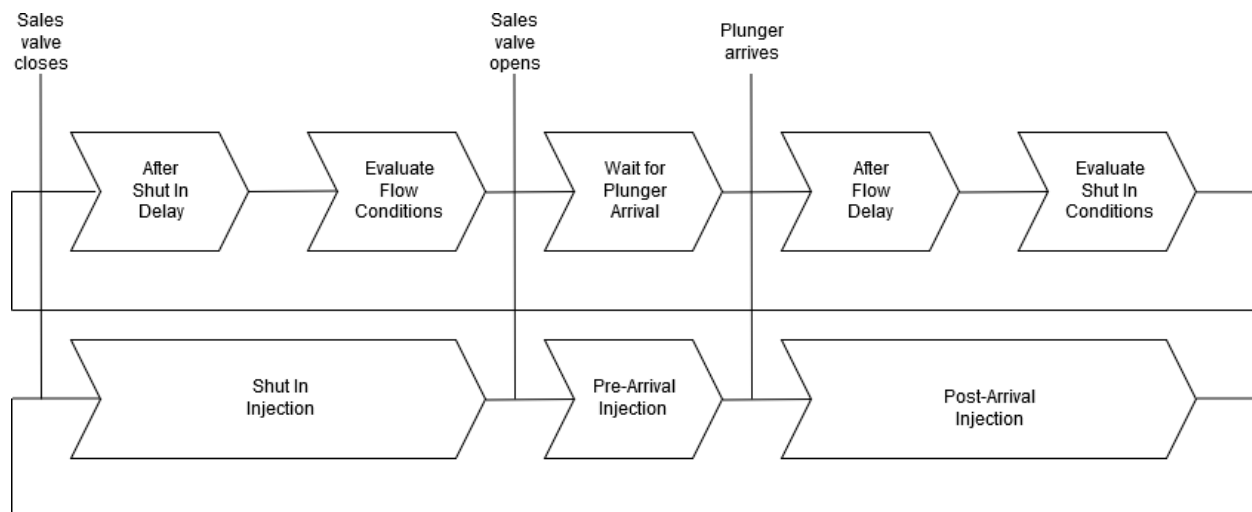 Sales
valve
closes
Sales
valve
opens
Plunger
arrives
After
Shut In
Delay
Evaluate
Flow
Conditions
Wait for
Plunger
Arrival
After
Flow
Delay
Evaluate
Shut In
Conditions
Shut In
Injection
Pre-Arrival
Injection
Post-Arrival
Injection